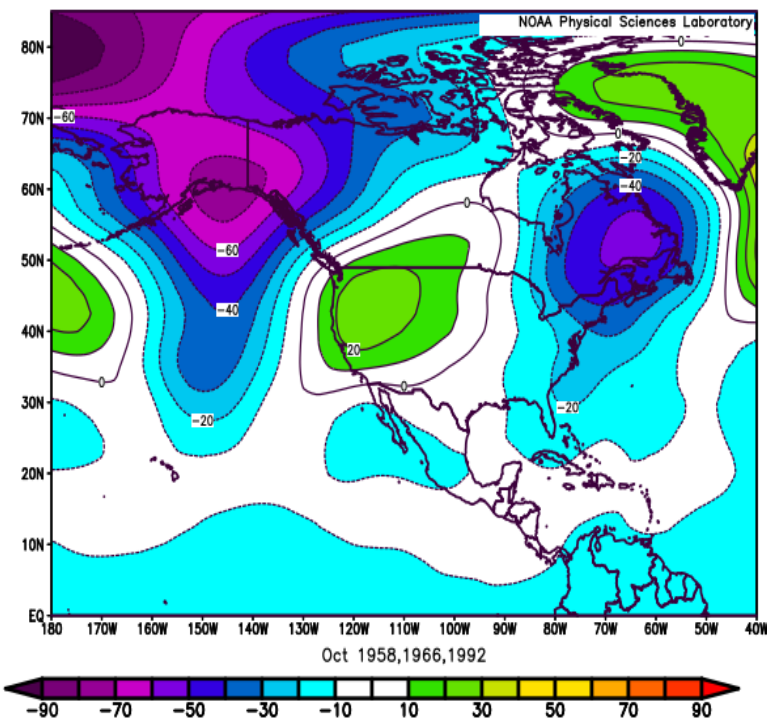 NOAA Physical Sciences Laboratory
80N
0
-60
70N
0
-20
-40
60N
0
-60
50N
-40
40N
20
0
0
30N
-20
-20
20N
10N
EQ
180 170W 160W 150W 140W 130W 120W 110W 100W 90W 80W 70W 60W 50W 40W
Oct 1958,1966,1992
-90 -70 -50 -30 -10 10 30 50 70 90